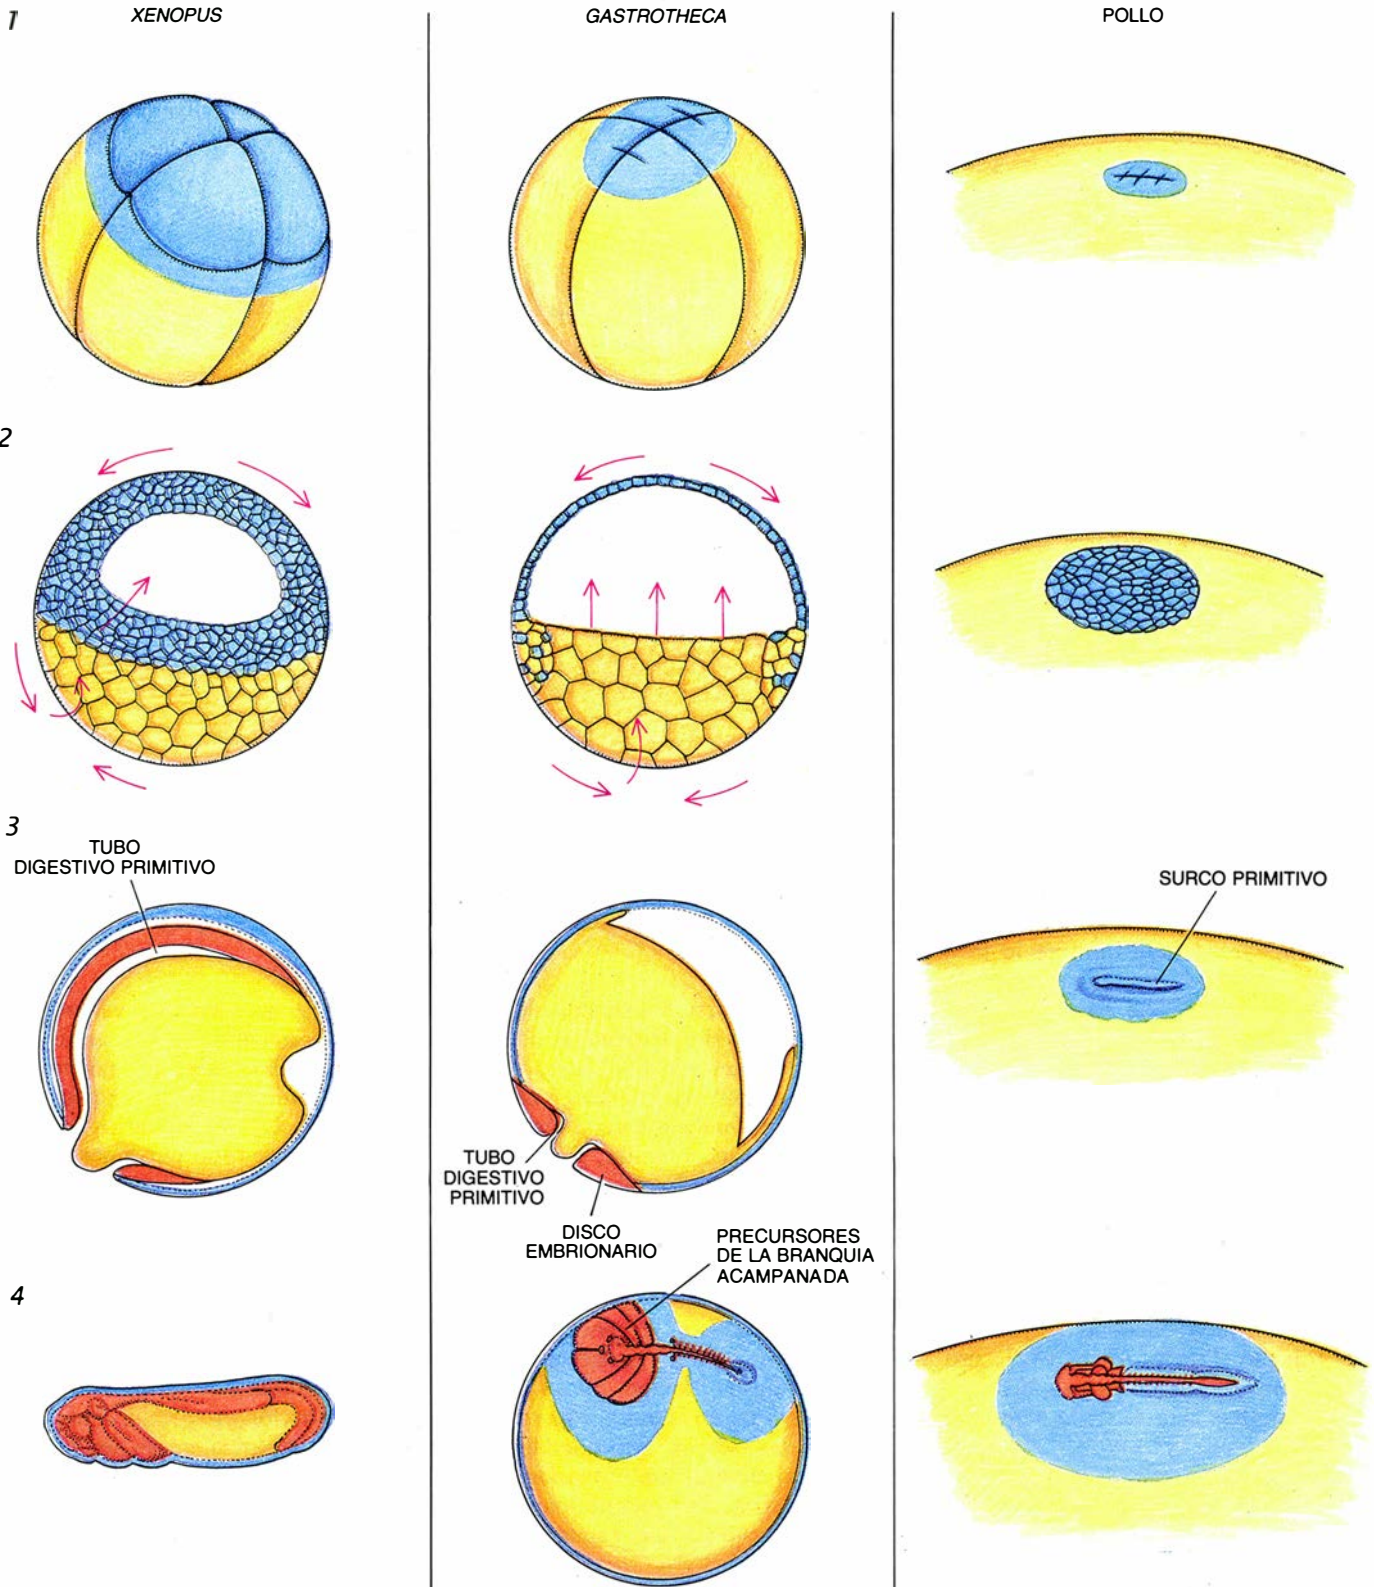 1
XENOPUS
GASTROTHECA
POLLO
2
3
TUBO
DIGESTIVO PRIMITIVO
SURCO PRIMITIVO
TUBO
DIGESTIVO
PRIMITIVO
DISCO
EMBRIONARIO
PRECURSORES
DE LA BRANQUIA
ACAMPANADA
4